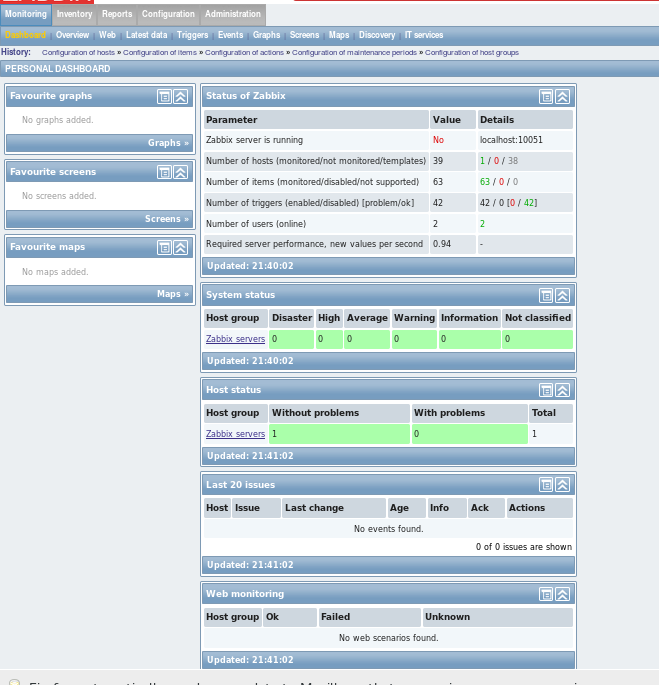 Monitoring Inventory Reports Configuration Administration
Dashboard Overview Web Latest data Triggers Events Graphs Screens Maps Discovery IT services
History: Configuration of hosts » Configuration of items » Configuration of actions » Configuration of maintenance periods » Configuration of host groups
PERSONAL DASHBOARD
Favourite graphs
No graphs added.
Graphs »
Favourite screens
No screens added.
Screens »
Favourite maps
No maps added.
Maps »
Status of Zabbix
Parameter Value Details
Zabbix server is running No localhost:10051
Number of hosts (monitored/not monitored/templates) 39 1 / 0 / 38
Number of items (monitored/disabled/not supported) 63 63 / 0 / 0
Number of triggers (enabled/disabled) [problem/ok] 42 42 / 0 [0 / 42]
Number of users (online) 2 2
Required server performance, new values per second 0.94 -
Updated: 21:40:02
System status
Host group Disaster High Average Warning Information Not classified
Zabbix servers 0 0 0 0 0 0
Updated: 21:40:02
Host status
Host group Without problems With problems Total
Zabbix servers 1 0 1
Updated: 21:41:02
Last 20 issues
Host Issue Last change Age Info Ack Actions
No events found.
0 of 0 issues are shown
Updated: 21:41:02
Web monitoring
Host group Ok Failed Unknown
No web scenarios found.
Updated: 21:41:02